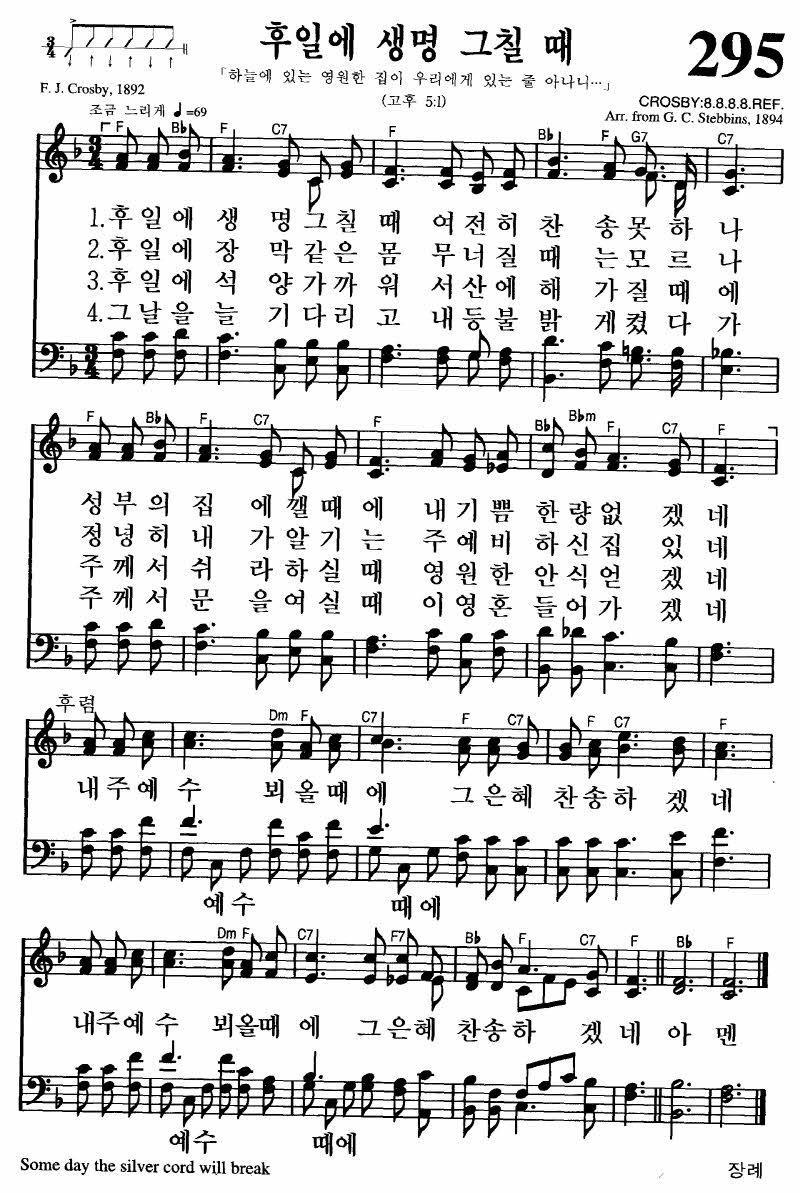 3/4
후일에 생명 그칠 때
295
「하늘에 있는 영원한 집이 우리에게 있는 줄 아나니…」
(고후 5:1)
F. J. Crosby, 1892
CROSBY:8.8.8.8.REF.
조금 느리게 ♩=69
Arr. from G. C. Stebbins, 1894
F B♭ F C7 F B♭ F G7 C7
1.후일에 생 명그칠 때 여전히 찬 송못하 나
2.후일에 장 막같은 몸 무너질 때 는모르 나
3.후일에 석 양가까 워 서산에 해 가질때 에
4.그날을 늘 기다리 고 내등불 밝 게켰다 가
F B♭ F C7 F B♭ B♭m F C7 F
성부의 집 에깰때 에 내기쁨 한량없 겠네
정녕히 내 가알기 는 주예비 하신집 있네
주께서 쉬 라하실 때 영원한 안식얻 겠네
주께서 문 을여실 때 이영혼 들어가 겠네
후렴
Dm F C7 F C7 F C7 F
내주예 수 뵈올때 에 그은혜 찬송하 겠네
예수 때에
Dm F C7 F7 B♭ F C7 F B♭ F
내주예 수 뵈올때 에 그은혜 찬송하 겠네 아멘
예수 때에
Some day the silver cord will break
장례